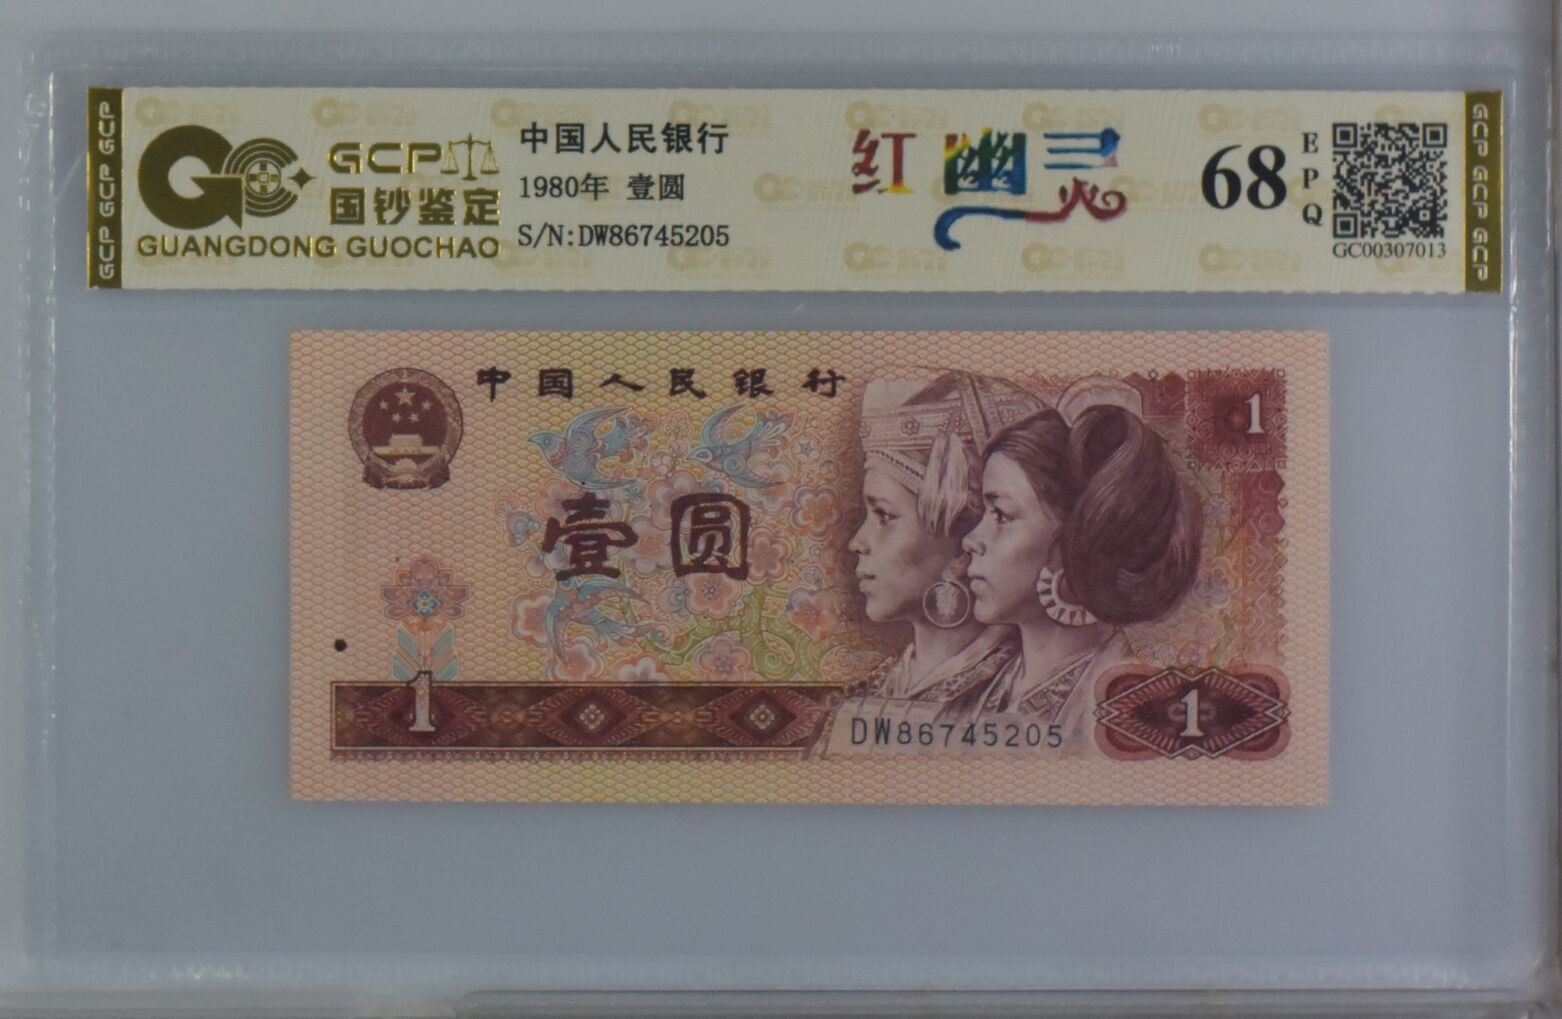 GCP GCP GCP
GCP
国钞鉴定
GUANGDONG GUOCHAO
中国人民银行
1980年 壹圆
S/N:DW86745205
红幽灵
68
EPQ
GC00307013
GCP GCP GCP
中国人民银行
1
壹圆
1
DW86745205
1